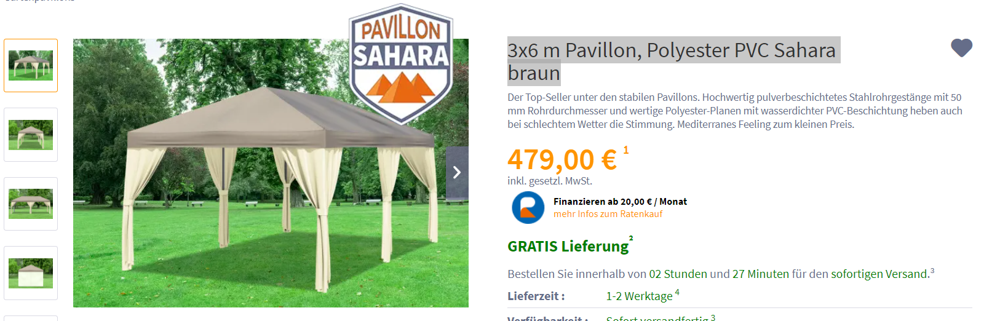 PAVILLON
SAHARA
3x6 m Pavillon, Polyester PVC Sahara
braun
Der Top-Seller unter den stabilen Pavillons. Hochwertig pulverbeschichtetes Stahlrohrgestänge mit 50
mm Rohrdurchmesser und wertige Polyester-Planen mit wasserdichter PVC-Beschichtung heben auch
bei schlechtem Wetter die Stimmung. Mediterranes Feeling zum kleinen Preis.
479,00 € 1
inkl. gesetzl. MwSt.
Finanzieren ab 20,00 € / Monat
mehr Infos zum Ratenkauf
GRATIS Lieferung2
Bestellen Sie innerhalb von 02 Stunden und 27 Minuten für den sofortigen Versand.3
Lieferzeit : 1-2 Werktage 4
Verfügbarkeit : Sofort versandfertig 3